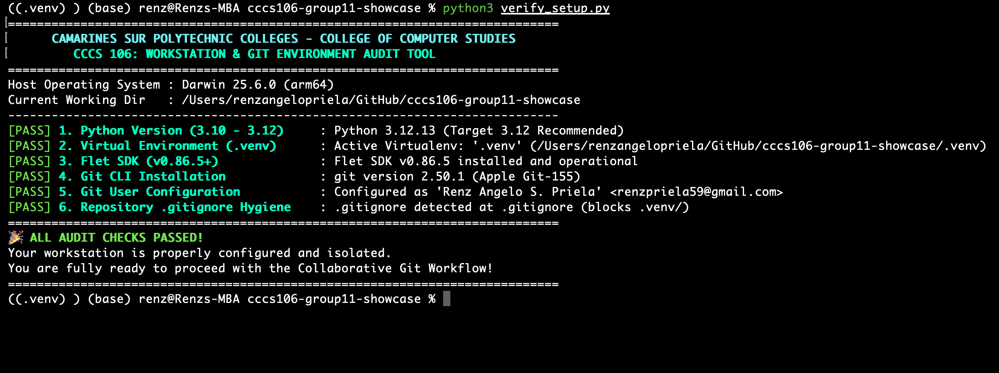 ((.venv) ) (base) renz@Renzs-MBA cccs106-group11-showcase % python3 verify_setup.py
============================================================================
CAMARINES SUR POLYTECHNIC COLLEGES - COLLEGE OF COMPUTER STUDIES
CCCS 106: WORKSTATION & GIT ENVIRONMENT AUDIT TOOL
============================================================================
Host Operating System : Darwin 25.6.0 (arm64)
Current Working Dir   : /Users/renzangelopriela/GitHub/cccs106-group11-showcase
----------------------------------------------------------------------------
[PASS] 1. Python Version (3.10 - 3.12)     : Python 3.12.13 (Target 3.12 Recommended)
[PASS] 2. Virtual Environment (.venv)      : Active Virtualenv: '.venv' (/Users/renzangelopriela/GitHub/cccs106-group11-showcase/.venv)
[PASS] 3. Flet SDK (v0.86.5+)              : Flet SDK v0.86.5 installed and operational
[PASS] 4. Git CLI Installation             : git version 2.50.1 (Apple Git-155)
[PASS] 5. Git User Configuration           : Configured as 'Renz Angelo S. Priela' <renzpriela59@gmail.com>
[PASS] 6. Repository .gitignore Hygiene    : .gitignore detected at .gitignore (blocks .venv/)
============================================================================
🎉 ALL AUDIT CHECKS PASSED!
Your workstation is properly configured and isolated.
You are fully ready to proceed with the Collaborative Git Workflow!
============================================================================
((.venv) ) (base) renz@Renzs-MBA cccs106-group11-showcase %